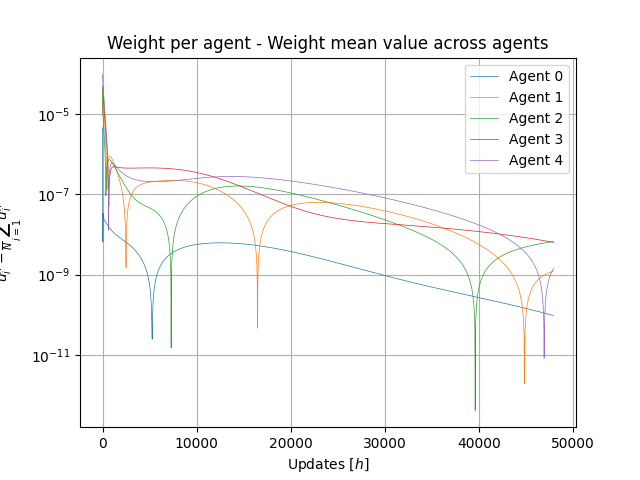 Weight per agent - Weight mean value across agents
Agent 0
Agent 1
Agent 2
Agent 3
Agent 4
10⁻⁵
10⁻⁷
10⁻⁹
10⁻¹¹
0 10000 20000 30000 40000 50000
Updates [h]